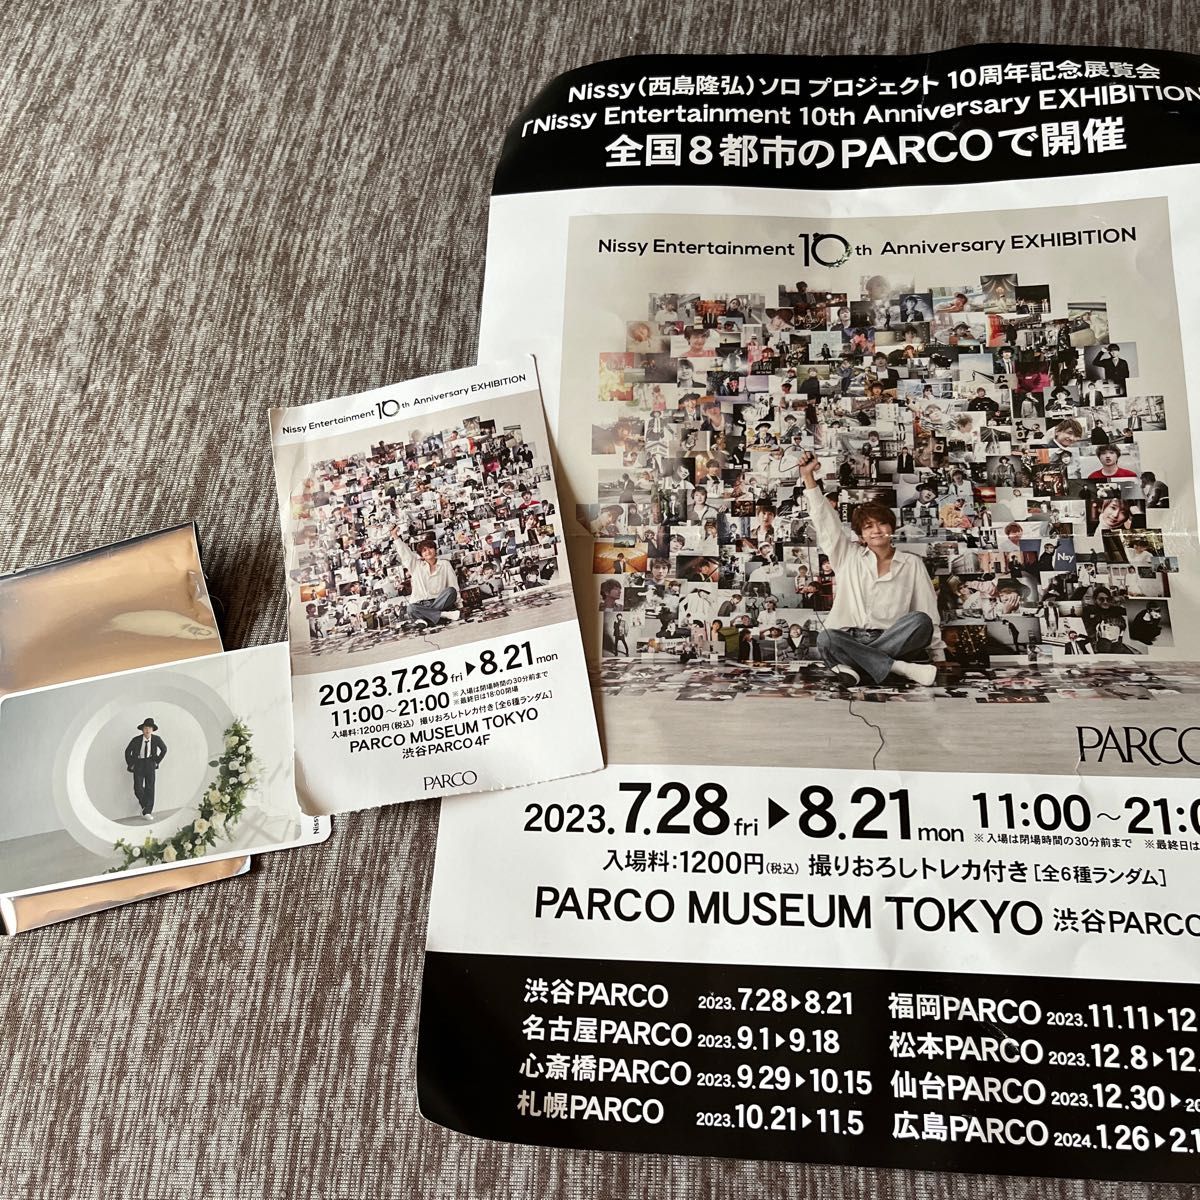 Nissy(西島隆弘)ソロ プロジェクト 10周年記念展覧会
「Nissy Entertainment 10th Anniversary EXHIBITION
全国8都市のPARCOで開催
Nissy Entertainment 10th Anniversary EXHIBITION
Nsy
PARCO
2023.7.28fri▶8.21mon 11:00~21:0
※入場は閉場時間の30分前まで ※最終日は
入場料:1200円(税込) 撮りおろしトレカ付き[全6種ランダム]
PARCO MUSEUM TOKYO 渋谷PARCO
渋谷PARCO 2023.7.28▶8.21
名古屋PARCO 2023.9.1▶9.18
心斎橋PARCO 2023.9.29▶10.15
札幌PARCO 2023.10.21▶11.5
福岡PARCO 2023.11.11▶12
松本PARCO 2023.12.8▶12.
仙台PARCO 2023.12.30▶20
広島PARCO 2024.1.26▶2.1
Nissy Entertainment 10th Anniversary EXHIBITION
2023.7.28fri▶8.21mon
11:00~21:00 ※入場は閉場時間の30分前まで
※最終日は18:00閉場
入場料:1200円(税込) 撮りおろしトレカ付き[全6種ランダム]
PARCO MUSEUM TOKYO
渋谷PARCO 4F
PARCO
Nissy